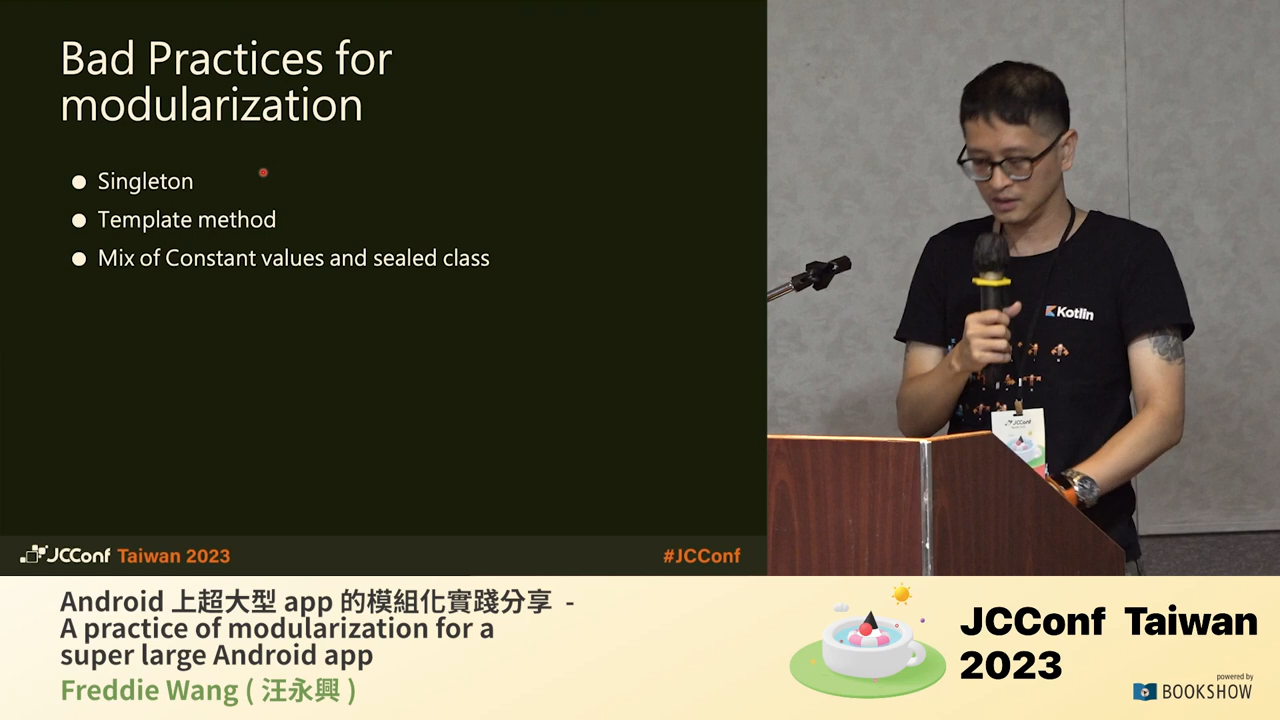 Bad Practices for
modularization
Singleton
Template method
Mix of Constant values and sealed class
JCConf Taiwan 2023
#JCConf
Kotlin
JCConf
Android 上超大型 app 的模組化實踐分享 -
A practice of modularization for a
super large Android app
Freddie Wang ( 汪永興 )
JCConf Taiwan
2023
powered by
BOOKSHOW